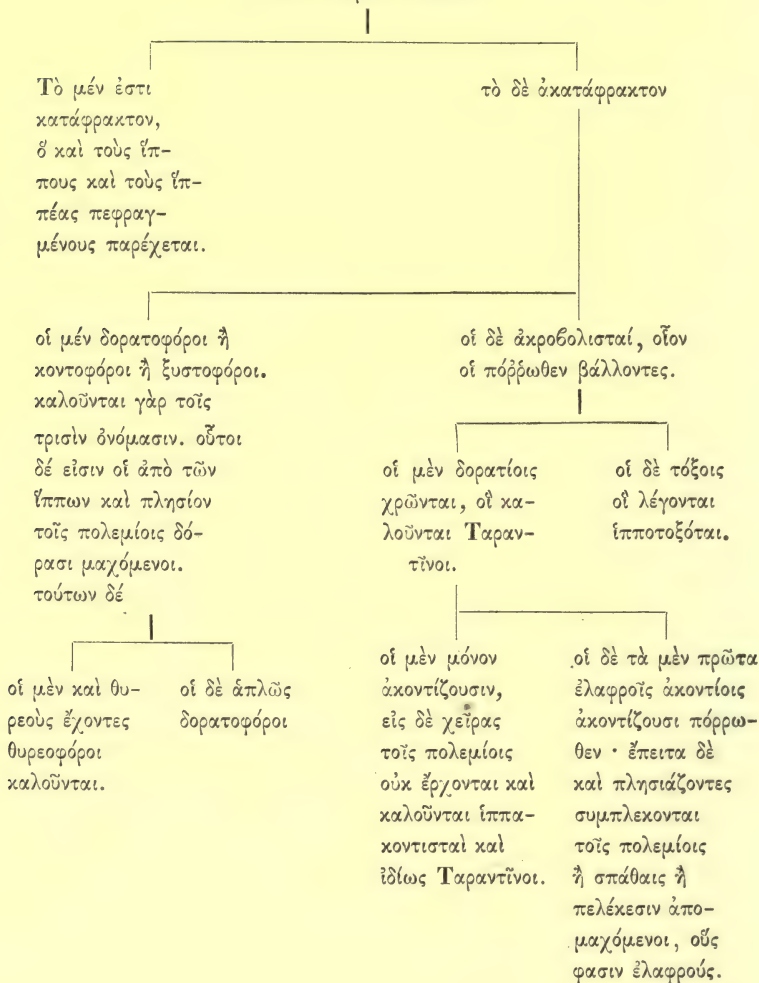 Τὸ μέν ἐστι
κατάφρακτον,
ὃ καὶ τοὺς ἵπ-
πους καὶ τοὺς ἱπ-
πέας πεφραγ-
μένους παρέχεται.
τὸ δὲ ἀκατάφρακτον
οἱ μέν δορατοφόροι ἢ
κοντοφόροι ἢ ξυστοφόροι.
καλοῦνται γὰρ τοῖς
τρισὶν ὀνόμασιν. οὗτοι
δέ εἰσιν οἱ ἀπὸ τῶν
ἵππων καὶ πλησίον
τοῖς πολεμίοις δό-
ρασι μαχόμενοι.
τούτων δέ
οἱ δὲ ἀκροϐολισταί, οἷον
οἱ πόῤῥωθεν βάλλοντες.
οἱ μὲν καὶ θυ-
ρεοὺς ἔχοντες
θυρεοφόροι
καλοῦνται.
οἱ δὲ ἁπλῶς
δορατοφόροι
οἱ μὲν δορατίοις
χρῶνται, οἳ κα-
λοῦνται Ταραν-
τῖνοι.
οἱ δὲ τόξοις
οἳ λέγονται
ἱπποτοξόται.
οἱ μὲν μόνον
ἀκοντίζουσιν,
εἰς δὲ χεῖρας
τοῖς πολεμίοις
οὐκ ἔρχονται καὶ
καλοῦνται ἱππα-
κοντισταὶ καὶ
ἰδίως Ταραντῖνοι.
οἱ δὲ τὰ μὲν πρῶτα
ἐλαφροῖς ἀκοντίοις
ἀκοντίζουσι πόρρω-
θεν · ἔπειτα δὲ
καὶ πλησιάζοντες
συμπλεκονται
τοῖς πολεμίοις
ἢ σπάθαις ἢ
πελέκεσιν ἀπο-
μαχόμενοι, οὕς
φασιν ἐλαφρούς.